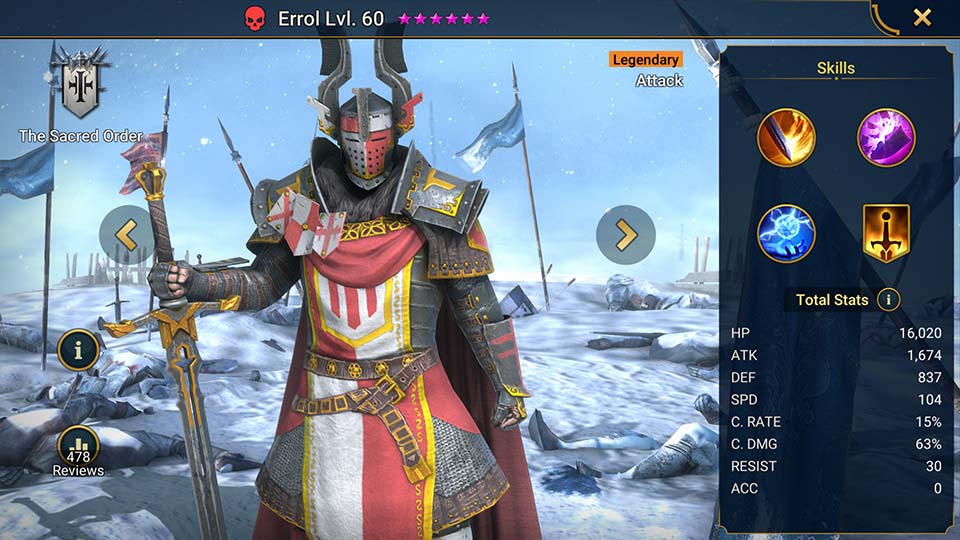 Errol Lvl. 60
The Sacred Order
Legendary
Attack
478
Reviews
Skills
Total Stats i
HP 16,020
ATK 1,674
DEF 837
SPD 104
C. RATE 15%
C. DMG 63%
RESIST 30
ACC 0